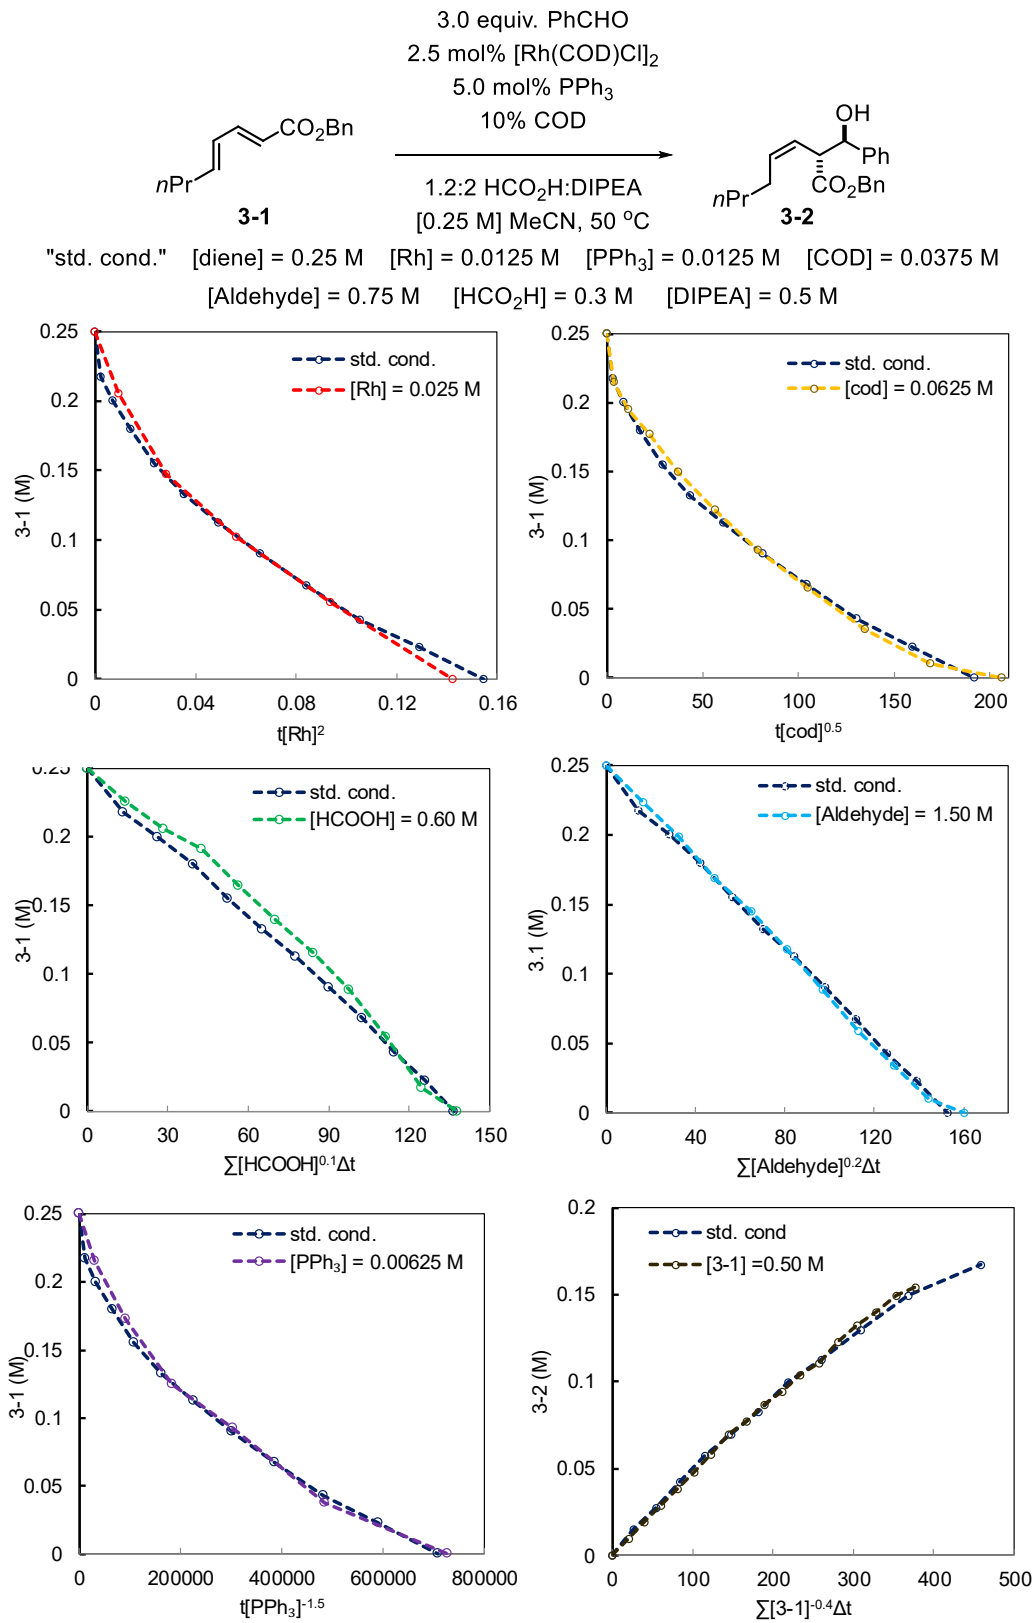 3.0 equiv. PhCHO
2.5 mol% [Rh(COD)Cl]₂
5.0 mol% PPh₃
10% COD
OH
CO₂Bn
nPr
Ph
CO₂Bn
nPr
3-1
1.2:2 HCO₂H:DIPEA
[0.25 M] MeCN, 50 °C
3-2
"std. cond." [diene] = 0.25 M [Rh] = 0.0125 M [PPh₃] = 0.0125 M [COD] = 0.0375 M
[Aldehyde] = 0.75 M [HCO₂H] = 0.3 M [DIPEA] = 0.5 M
0.25
0.2
0.15
0.1
0.05
0
3-1 (M)
std. cond.
[Rh] = 0.025 M
0 0.04 0.08 0.12 0.16
t[Rh]²
0.25
0.2
0.15
0.1
0.05
0
3-1 (M)
std. cond.
[cod] = 0.0625 M
0 50 100 150 200
t[cod]⁰·⁵
0.25
0.2
0.15
0.1
0.05
0
3-1 (M)
std. cond.
[HCOOH] = 0.60 M
0 30 60 90 120 150
∑[HCOOH]⁰·¹Δt
0.25
0.2
0.15
0.1
0.05
0
3.1 (M)
std. cond.
[Aldehyde] = 1.50 M
0 40 80 120 160
∑[Aldehyde]⁰·²Δt
0.25
0.2
0.15
0.1
0.05
0
3-1 (M)
std. cond.
[PPh₃] = 0.00625 M
0 200000 400000 600000 800000
t[PPh₃]⁻¹·⁵
0.2
0.15
0.1
0.05
0
3-2 (M)
std. cond
[3-1] =0.50 M
0 100 200 300 400 500
∑[3-1]⁻⁰·⁴Δt